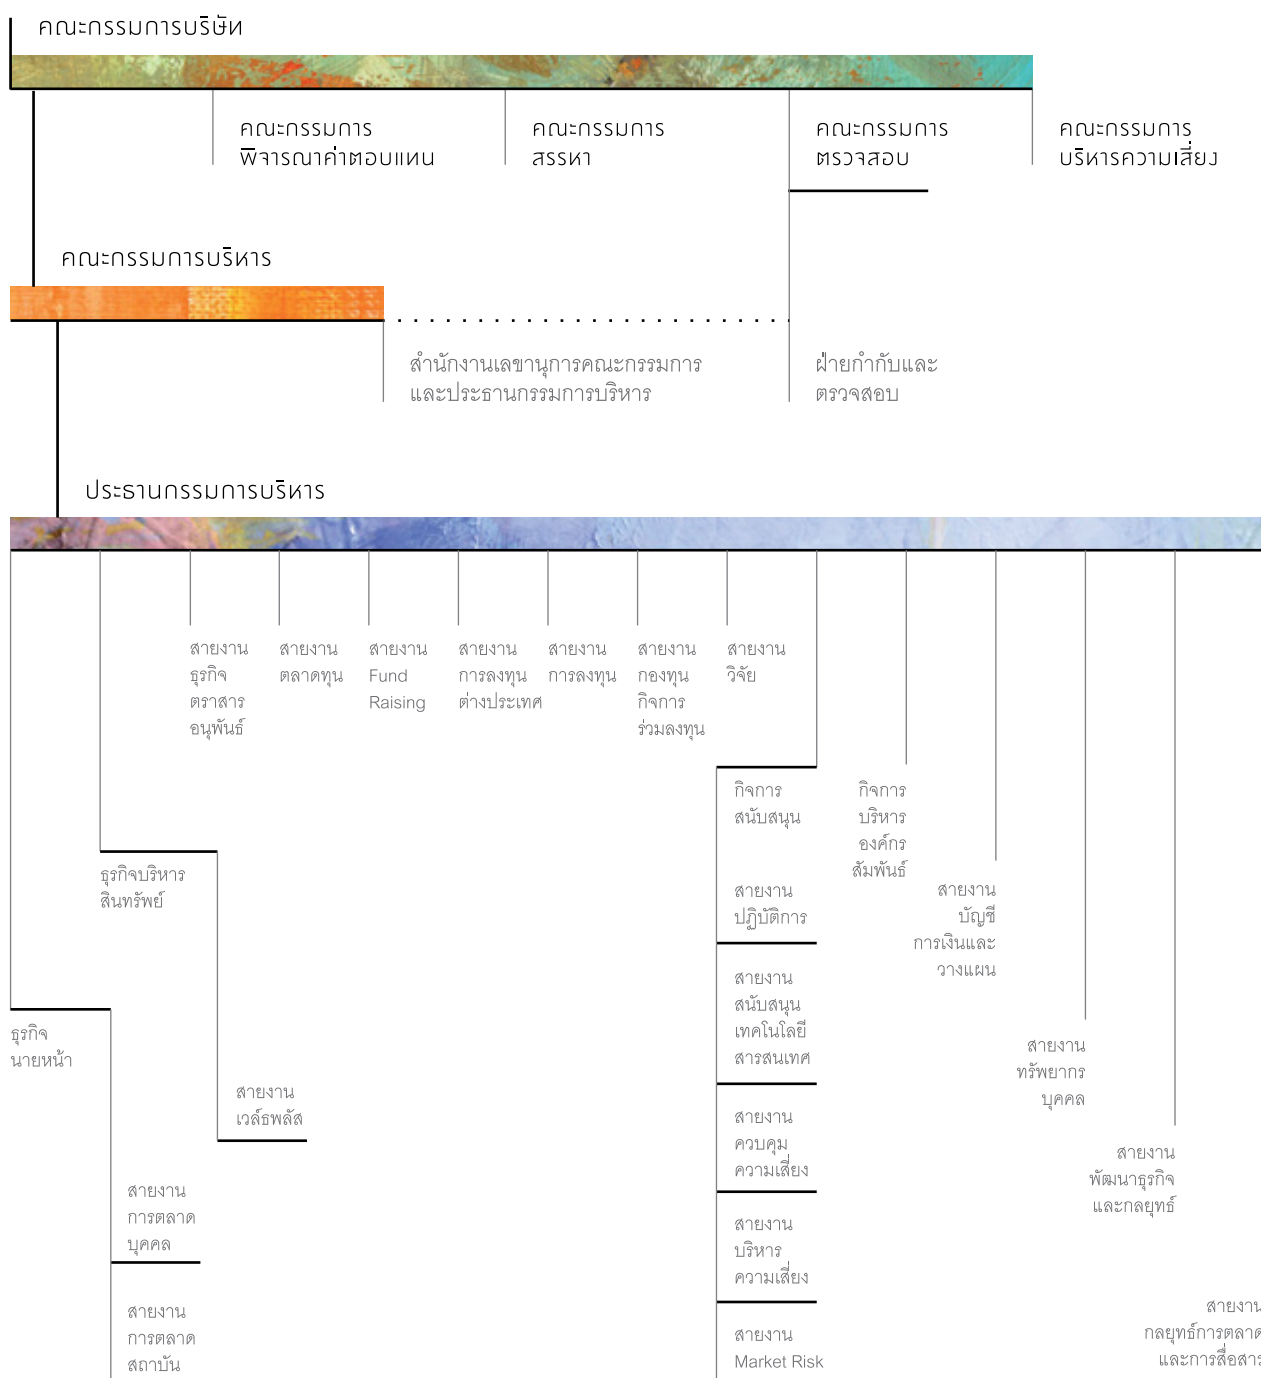 คณะกรรมการบริษัท
คณะกรรมการ
พิจารณาค่าตอบแทน
คณะกรรมการ
สรรหา
คณะกรรมการ
ตรวจสอบ
คณะกรรมการ
บริหารความเสี่ยง
คณะกรรมการบริหาร
สำนักงานเลขานุการคณะกรรมการ
และประธานกรรมการบริหาร
ฝ่ายกำกับและ
ตรวจสอบ
ประธานกรรมการบริหาร
สายงาน
ธุรกิจ
ตราสาร
อนุพันธ์
สายงาน
ตลาดทุน
สายงาน
Fund
Raising
สายงาน
การลงทุน
ต่างประเทศ
สายงาน
การลงทุน
สายงาน
กองทุน
กิจการ
ร่วมลงทุน
สายงาน
วิจัย
กิจการ
สนับสนุน
กิจการ
บริหาร
องค์กร
สัมพันธ์
ธุรกิจบริหาร
สินทรัพย์
สายงาน
ปฏิบัติการ
สายงาน
บัญชี
การเงินและ
วางแผน
สายงาน
สนับสนุน
เทคโนโลยี
สารสนเทศ
ธุรกิจ
นายหน้า
สายงาน
ทรัพยากร
บุคคล
สายงาน
เวล์ธพลัส
สายงาน
ควบคุม
ความเสี่ยง
สายงาน
พัฒนาธุรกิจ
และกลยุทธ์
สายงาน
การตลาด
บุคคล
สายงาน
บริหาร
ความเสี่ยง
สายงาน
การตลาด
สถาบัน
สายงาน
Market Risk
สายงาน
กลยุทธ์การตลาด
และการสื่อสาร